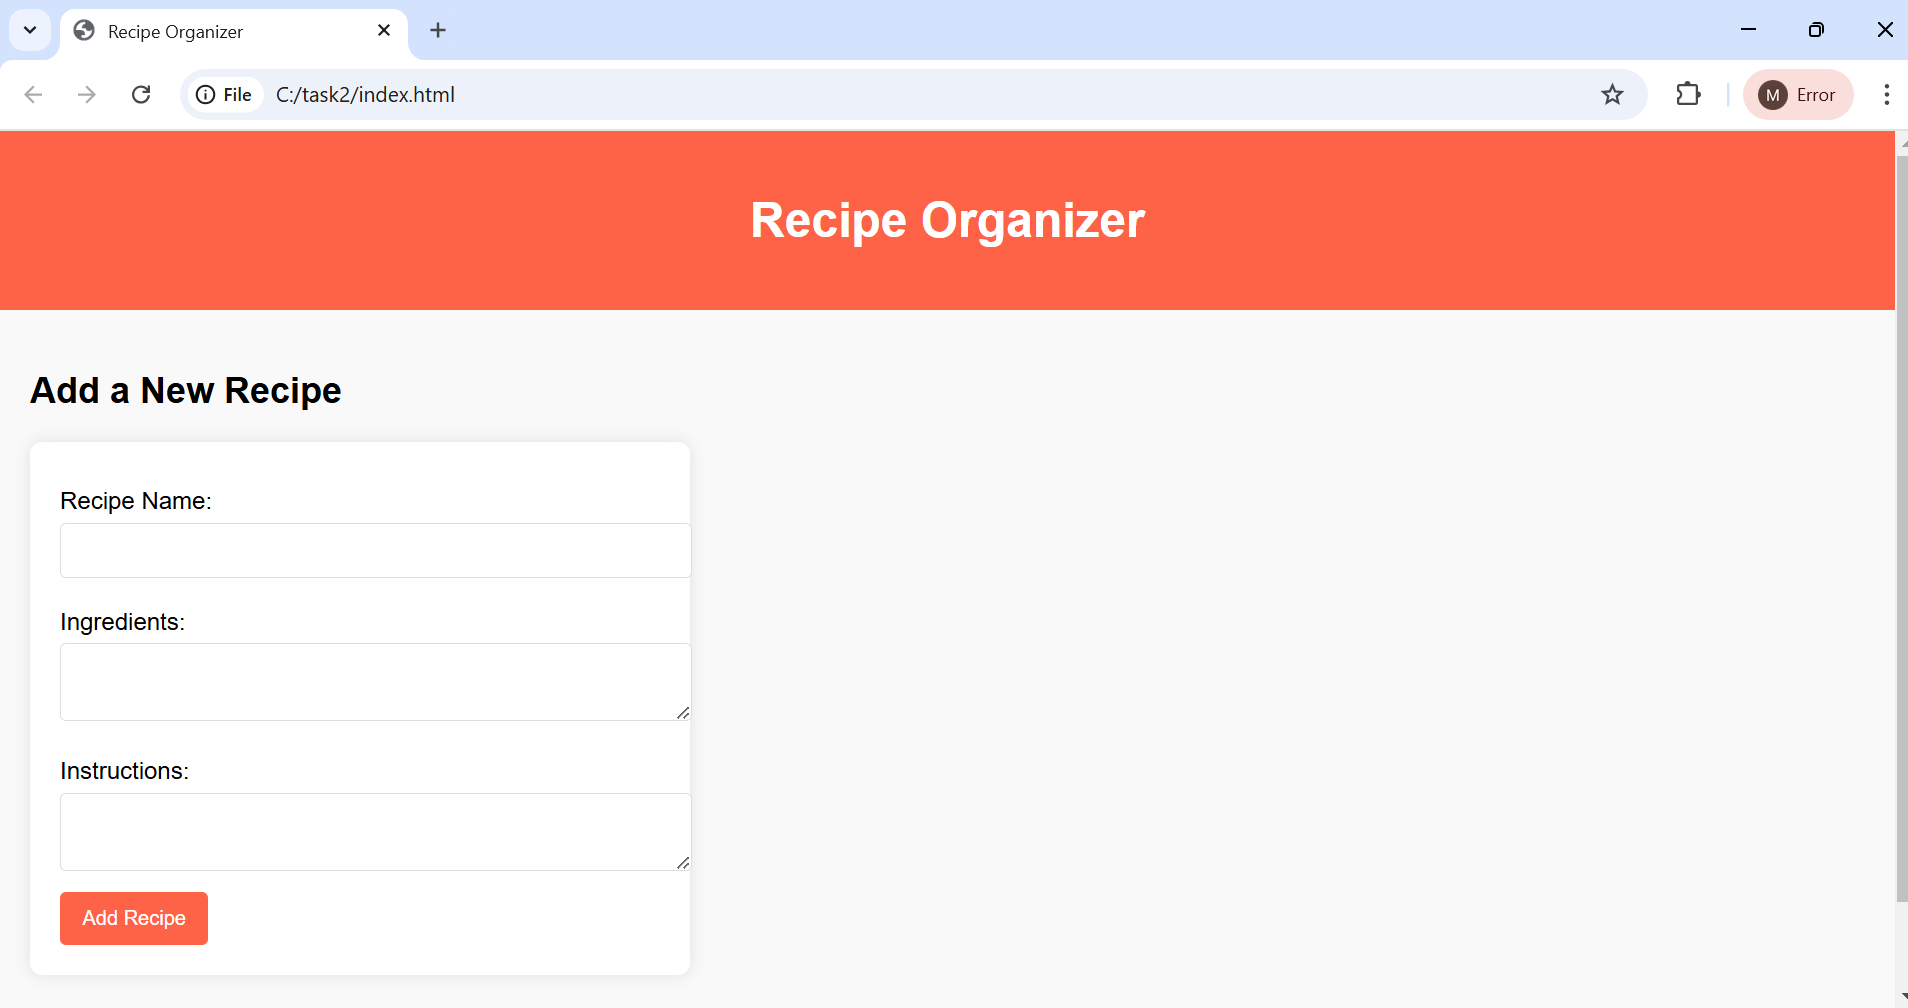 Recipe Organizer
File C:/task2/index.html M Error
Recipe Organizer
Add a New Recipe
Recipe Name:
Ingredients:
Instructions:
Add Recipe